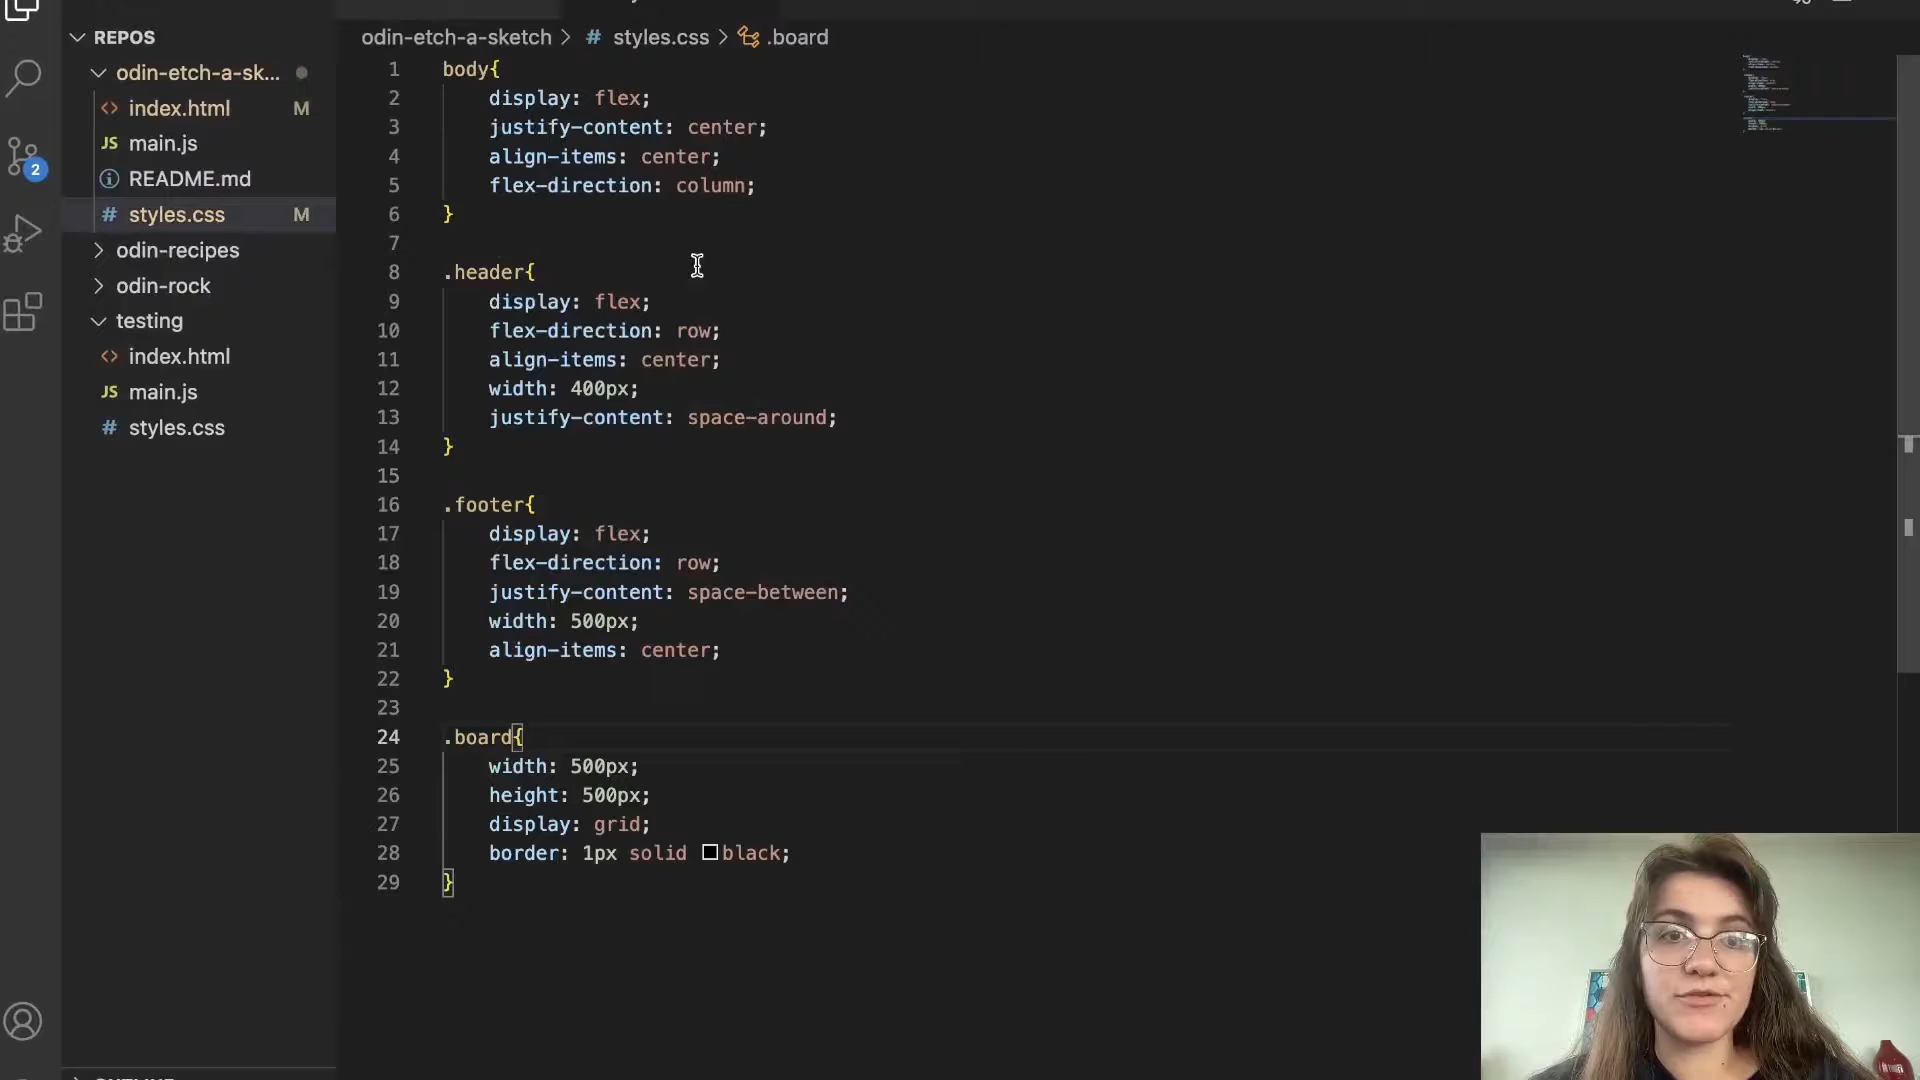 REPOS
odin-etch-a-sk...
index.html M
main.js
README.md
styles.css M
odin-recipes
odin-rock
testing
index.html
main.js
styles.css
2
odin-etch-a-sketch > # styles.css > .board
1 body{
2 display: flex;
3 justify-content: center;
4 align-items: center;
5 flex-direction: column;
6 }
7
8 .header{
9 display: flex;
10 flex-direction: row;
11 align-items: center;
12 width: 400px;
13 justify-content: space-around;
14 }
15
16 .footer{
17 display: flex;
18 flex-direction: row;
19 justify-content: space-between;
20 width: 500px;
21 align-items: center;
22 }
23
24 .board{
25 width: 500px;
26 height: 500px;
27 display: grid;
28 border: 1px solid black;
29 }